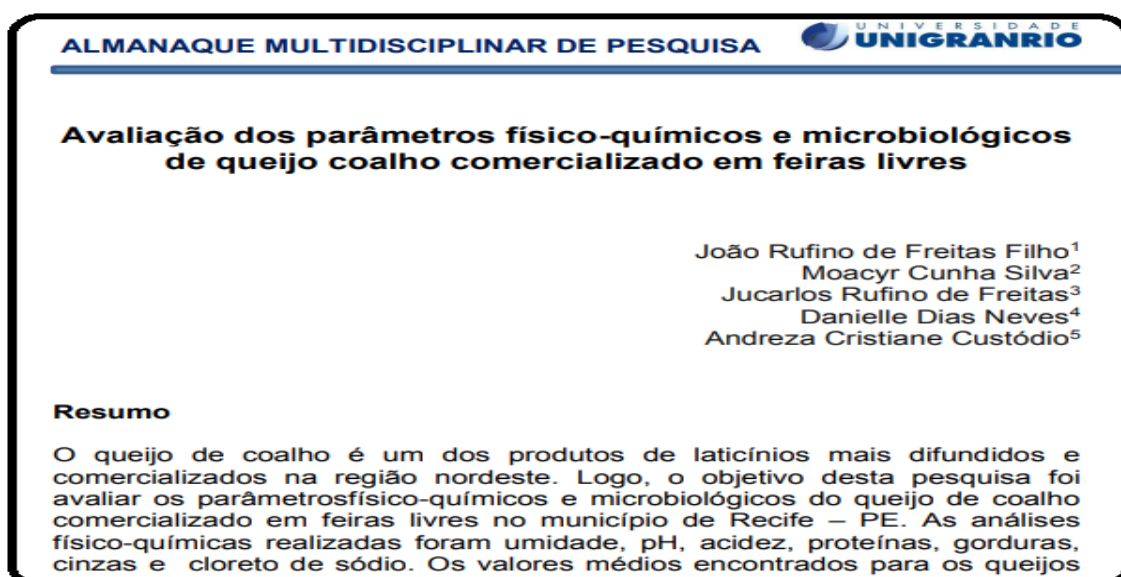 ALMANAQUE MULTIDISCIPLINAR DE PESQUISA
UNIVERSIDADE
UNIGRANRIO
Avaliação dos parâmetros físico-químicos e microbiológicos
de queijo coalho comercializado em feiras livres
João Rufino de Freitas Filho¹
Moacyr Cunha Silva²
Jucarlos Rufino de Freitas³
Danielle Dias Neves⁴
Andreza Cristiane Custódio⁵
Resumo
O queijo de coalho é um dos produtos de laticínios mais difundidos e
comercializados na região nordeste. Logo, o objetivo desta pesquisa foi
avaliar os parâmetrosfísico-químicos e microbiológicos do queijo de coalho
comercializado em feiras livres no município de Recife – PE. As análises
físico-químicas realizadas foram umidade, pH, acidez, proteínas, gorduras,
cinzas e cloreto de sódio. Os valores médios encontrados para os queijos